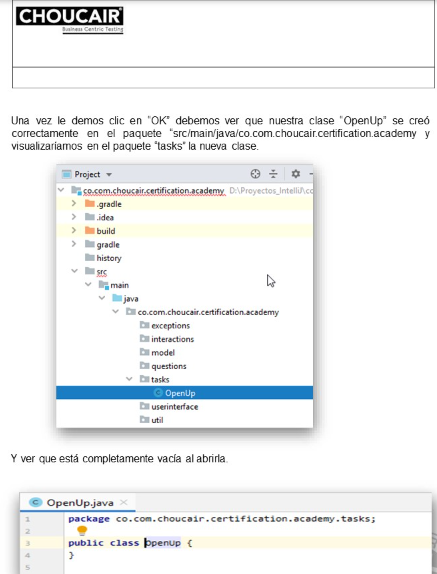 CHOUCAIR
Business Centric Testing
Una vez le demos clic en "OK" debemos ver que nuestra clase "OpenUp" se creó
correctamente en el paquete "src/main/java/co.com.choucair.certification.academy y
visualizaríamos en el paquete "tasks" la nueva clase.
Project
co.com.choucair.certification.academy D:\Proyectos_IntelliJ\cc
.gradle
.idea
build
gradle
history
src
main
java
co.com.choucair.certification.academy
exceptions
interactions
model
questions
tasks
OpenUp
userinterface
util
Y ver que está completamente vacía al abrirla.
OpenUp.java
1 package co.com.choucair.certification.academy.tasks;
2
3 public class OpenUp {
4 }
5